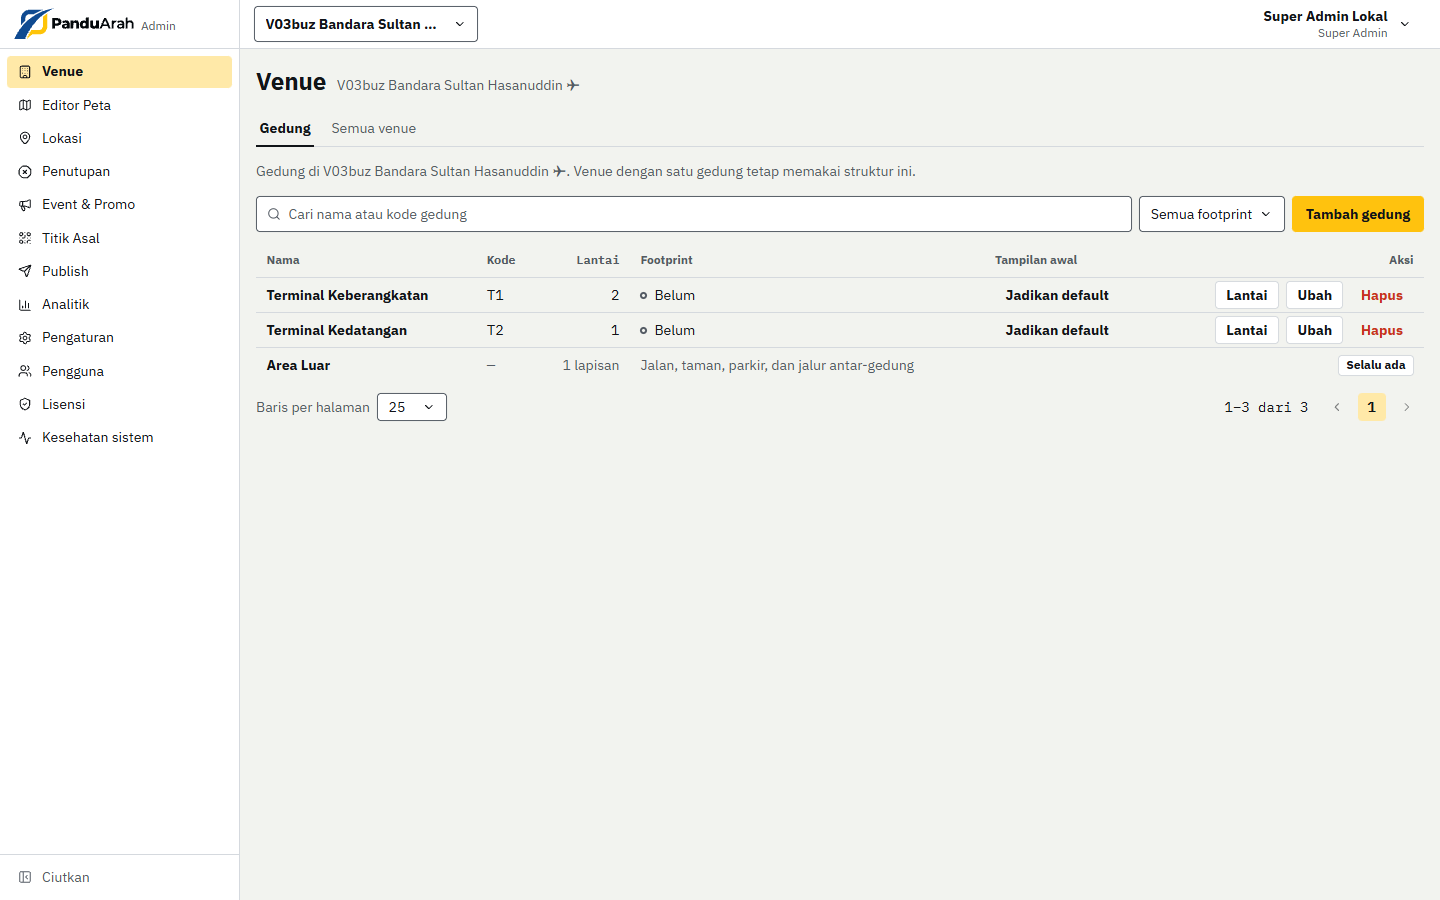 PanduArah Admin
V03buz Bandara Sultan ...
Super Admin Lokal
Super Admin
Venue
Editor Peta
Lokasi
Penutupan
Event & Promo
Titik Asal
Publish
Analitik
Pengaturan
Pengguna
Lisensi
Kesehatan sistem
Ciutkan
Venue V03buz Bandara Sultan Hasanuddin ✈
Gedung Semua venue
Gedung di V03buz Bandara Sultan Hasanuddin ✈. Venue dengan satu gedung tetap memakai struktur ini.
Cari nama atau kode gedung Semua footprint Tambah gedung
Nama Kode Lantai Footprint Tampilan awal Aksi
Terminal Keberangkatan T1 2 Belum Jadikan default Lantai Ubah Hapus
Terminal Kedatangan T2 1 Belum Jadikan default Lantai Ubah Hapus
Area Luar — 1 lapisan Jalan, taman, parkir, dan jalur antar-gedung Selalu ada
Baris per halaman 25 1–3 dari 3 1